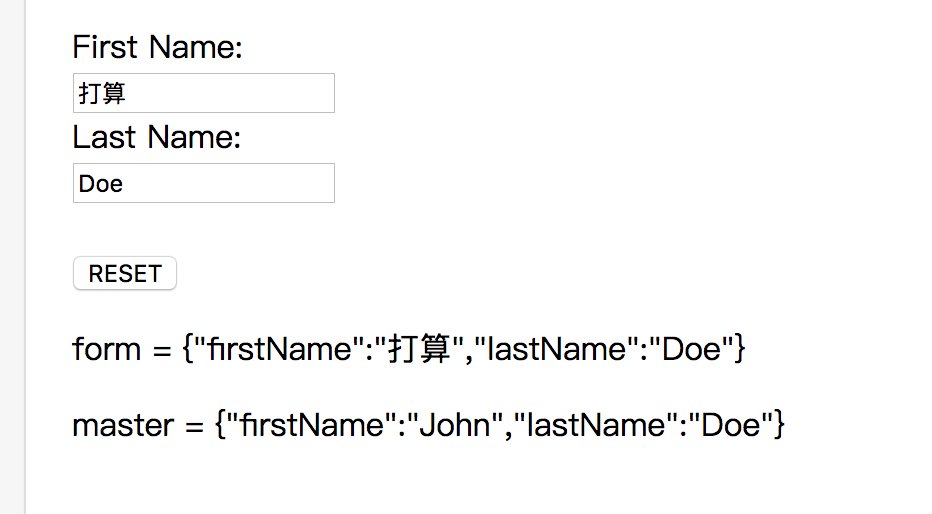 First Name:
打算
Last Name:
Doe
RESET
form = {"firstName":"打算","lastName":"Doe"}
master = {"firstName":"John","lastName":"Doe"}